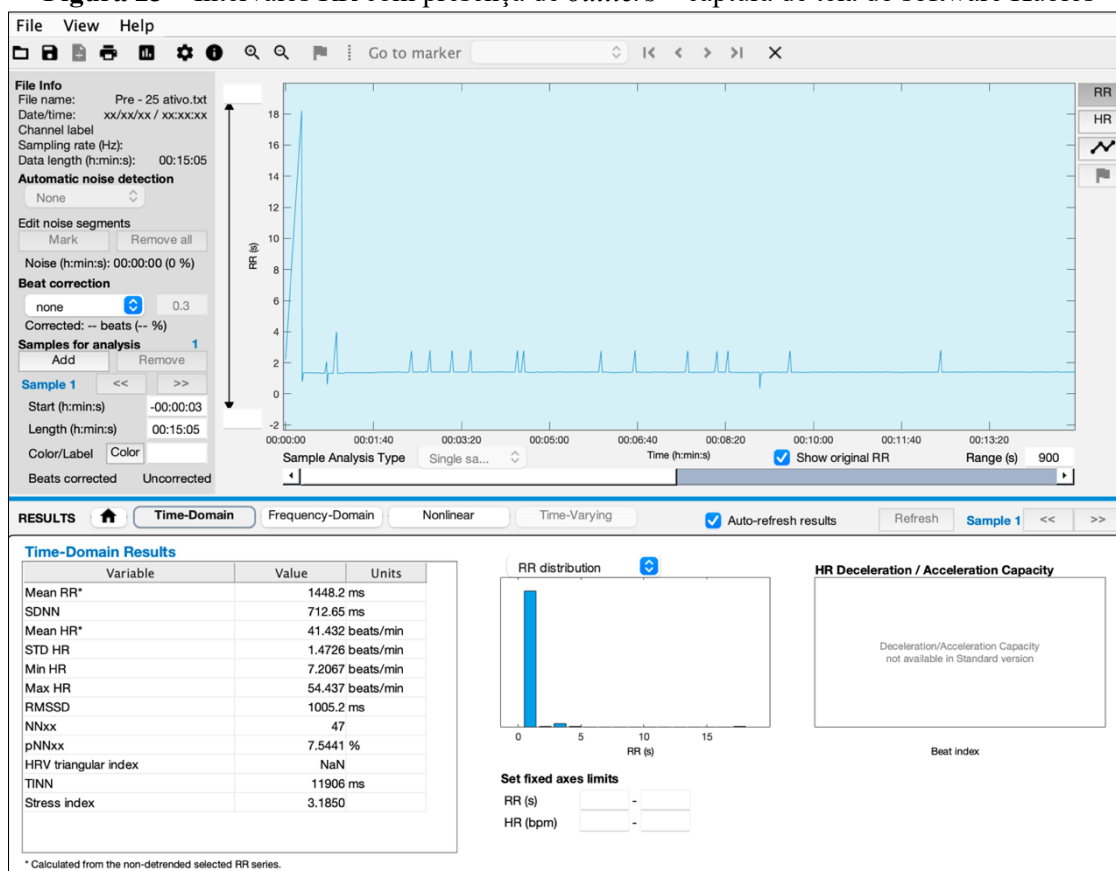 Figura – Intervalos RR com presença de outliers – captura de tela do software Kubios
File View Help
Go to marker
File Info
File name: Pre - 25 ativo.txt
Date/time: xx/xx/xx / xx:xx:xx
Channel label
Sampling rate (Hz):
Data length (h:min:s): 00:15:05
Automatic noise detection
None
Edit noise segments
Mark Remove all
Noise (h:min:s): 00:00:00 (0 %)
Beat correction
none 0.3
Corrected: -- beats (-- %)
Samples for analysis 1
Add Remove
Sample 1 << >>
Start (h:min:s) -00:00:03
Length (h:min:s) 00:15:05
Color/Label Color
Beats corrected Uncorrected
RR (s)
18
16
14
12
10
8
6
4
2
0
-2
00:00:00 00:01:40 00:03:20 00:05:00 00:06:40 00:08:20 00:10:00 00:11:40 00:13:20
Time (h:min:s)
RR
HR
Sample Analysis Type Single sa... Show original RR Range (s) 900
RESULTS Time-Domain Frequency-Domain Nonlinear Time-Varying Auto-refresh results Refresh Sample 1 << >>
Time-Domain Results
Variable Value Units
Mean RR* 1448.2 ms
SDNN 712.65 ms
Mean HR* 41.432 beats/min
STD HR 1.4726 beats/min
Min HR 7.2067 beats/min
Max HR 54.437 beats/min
RMSSD 1005.2 ms
NNxx 47
pNNxx 7.5441 %
HRV triangular index NaN
TINN 11906 ms
Stress index 3.1850
* Calculated from the non-detrended selected RR series.
RR distribution
0 5 10 15
RR (s)
Set fixed axes limits
RR (s) -
HR (bpm) -
HR Deceleration / Acceleration Capacity
Deceleration/Acceleration Capacity
not available in Standard version
Beat index